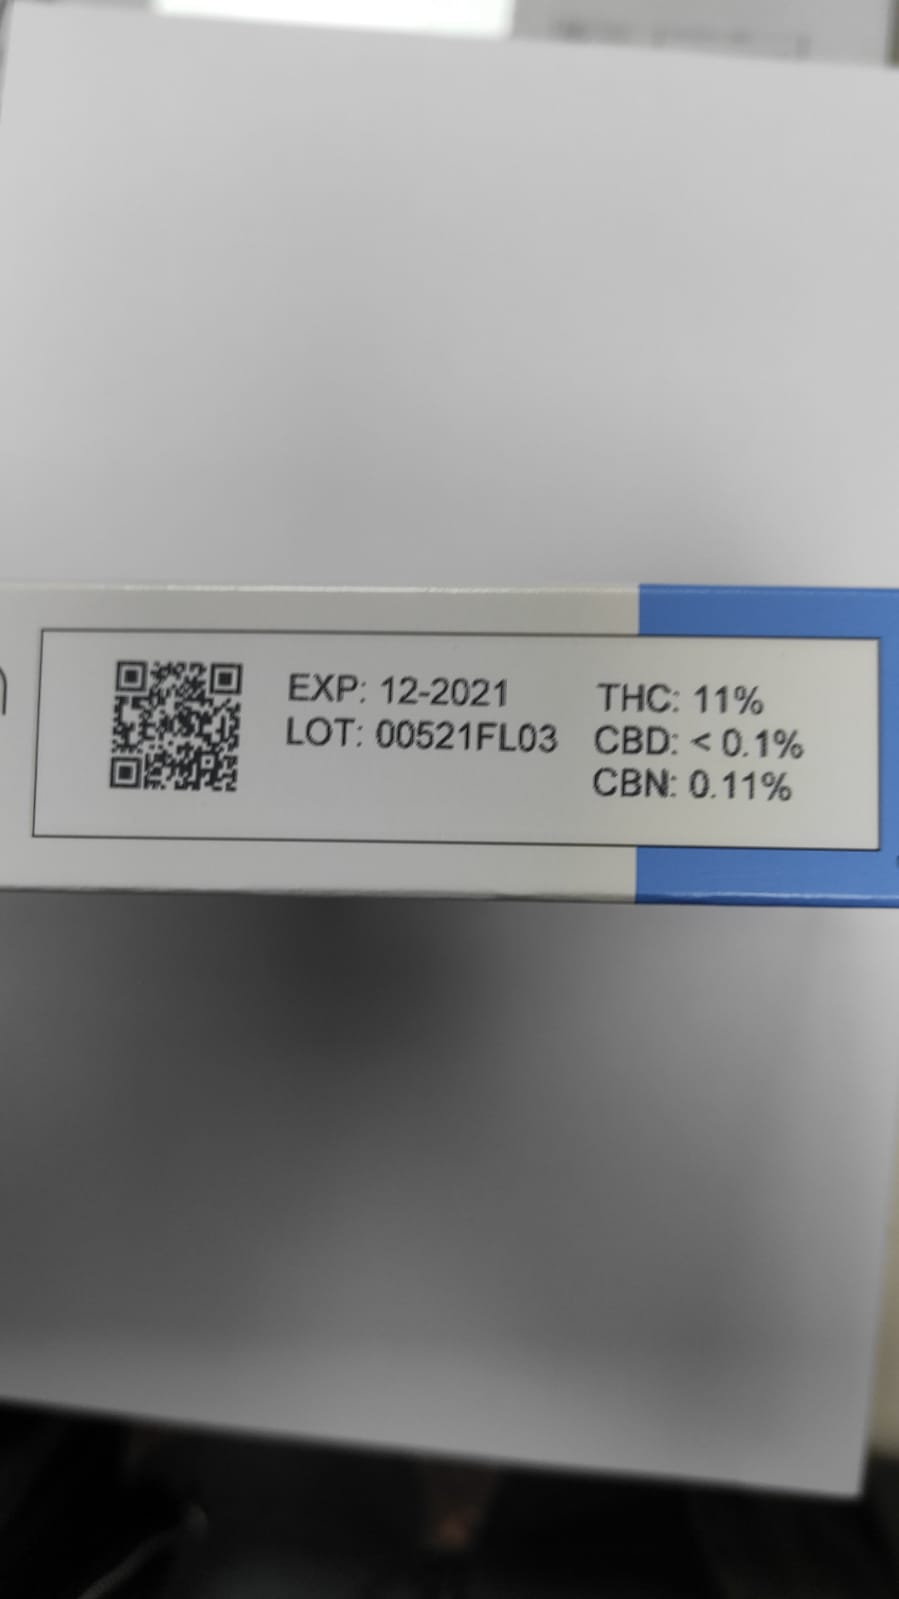 EXP: 12-2021
LOT: 00521FL03
THC: 11%
CBD: < 0.1%
CBN: 0.11%